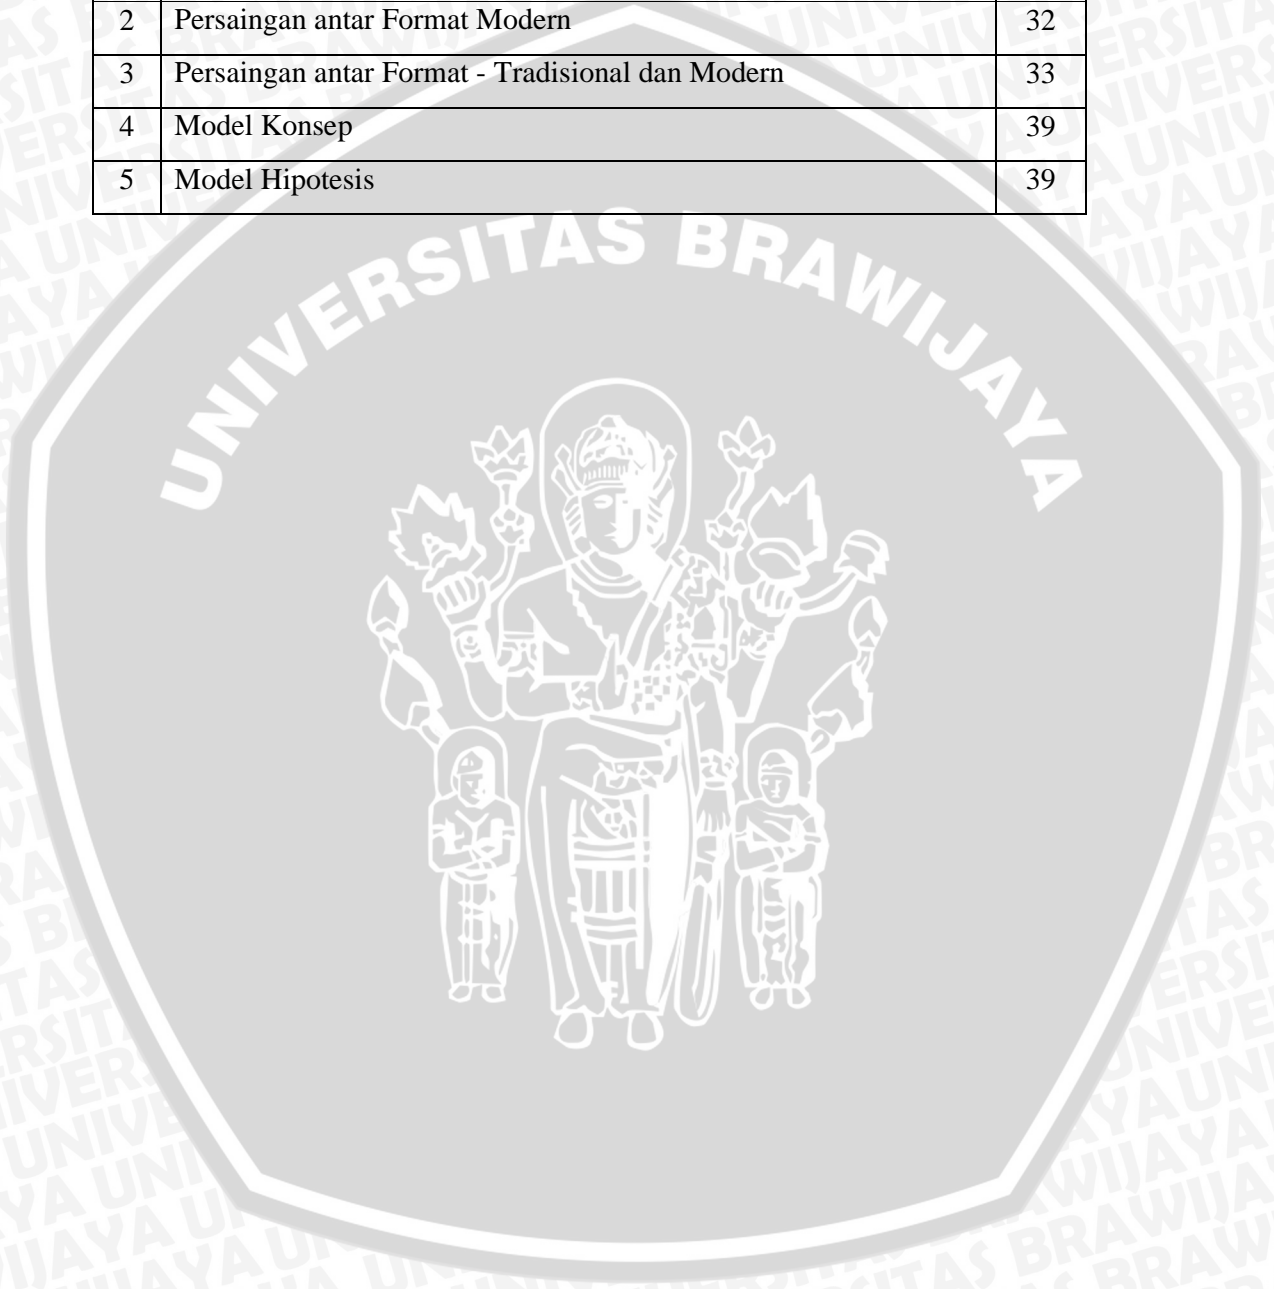 2 Persaingan antar Format Modern 32
3 Persaingan antar Format - Tradisional dan Modern 33
4 Model Konsep 39
5 Model Hipotesis 39
UNIVERSITAS BRAWIJAYA